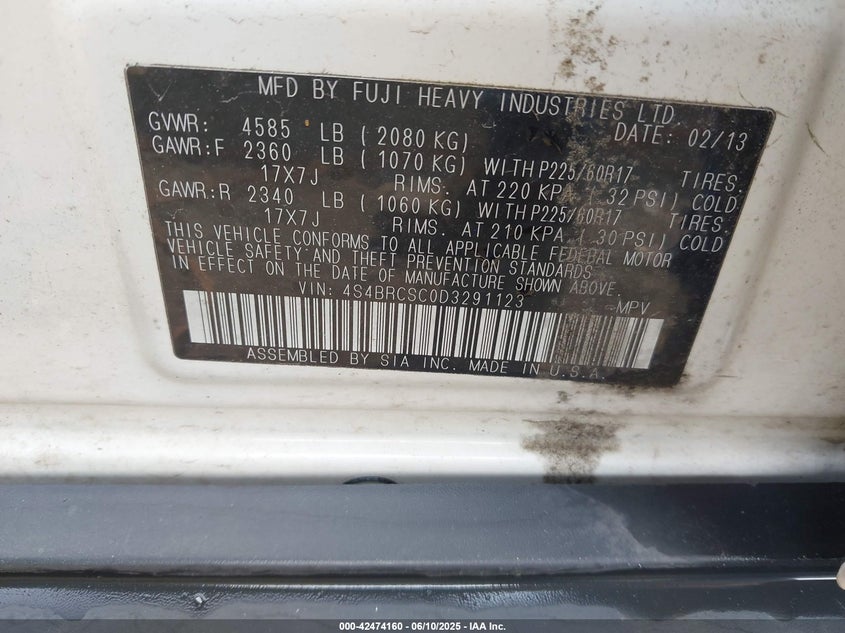 MFD BY FUJI HEAVY INDUSTRIES LTD.
GVWR: 4585 LB ( 2080 KG) DATE: 02/13
GAWR:F 2360 LB ( 1070 KG) WITH P225/60R17 TIRES.
17X7J RIMS. AT 220 KPA ( 32 PSI) COLD
GAWR:R 2340 LB ( 1060 KG) WITH P225/60R17 TIRES.
17X7J RIMS. AT 210 KPA ( 30 PSI) COLD
THIS VEHICLE CONFORMS TO ALL APPLICABLE FEDERAL MOTOR
VEHICLE SAFETY AND THEFT PREVENTION STANDARDS
IN EFFECT ON THE DATE OF MANUFACTURE SHOWN ABOVE.
VIN: 4S4BRCSC0D3291123 MPV
ASSEMBLED BY SIA INC. MADE IN U.S.A.
000-42474160 - 06/10/2025 - IAA Inc.